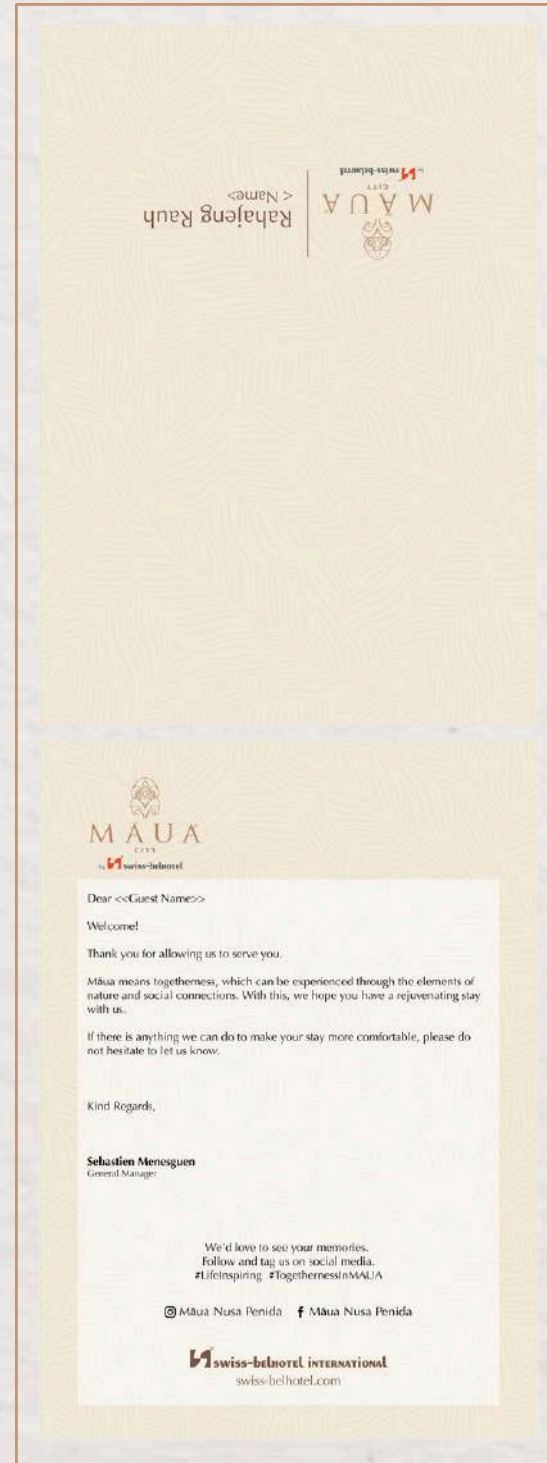 MĀUA
CITY
by swiss-belhotel
Rahajeng Rauh
< Name>
MĀUA
CITY
by swiss-belhotel
Dear <<Guest Name>>
Welcome!
Thank you for allowing us to serve you.
Māua means togetherness, which can be experienced through the elements of
nature and social connections. With this, we hope you have a rejuvenating stay
with us.
If there is anything we can do to make your stay more comfortable, please do
not hesitate to let us know.
Kind Regards,
Sebastien Menesguen
General Manager
We'd love to see your memories.
Follow and tag us on social media.
#LifeInspiring #TogethernessInMĀUA
Māua Nusa Penida Māua Nusa Penida
swiss-belhotel international
swiss-belhotel.com